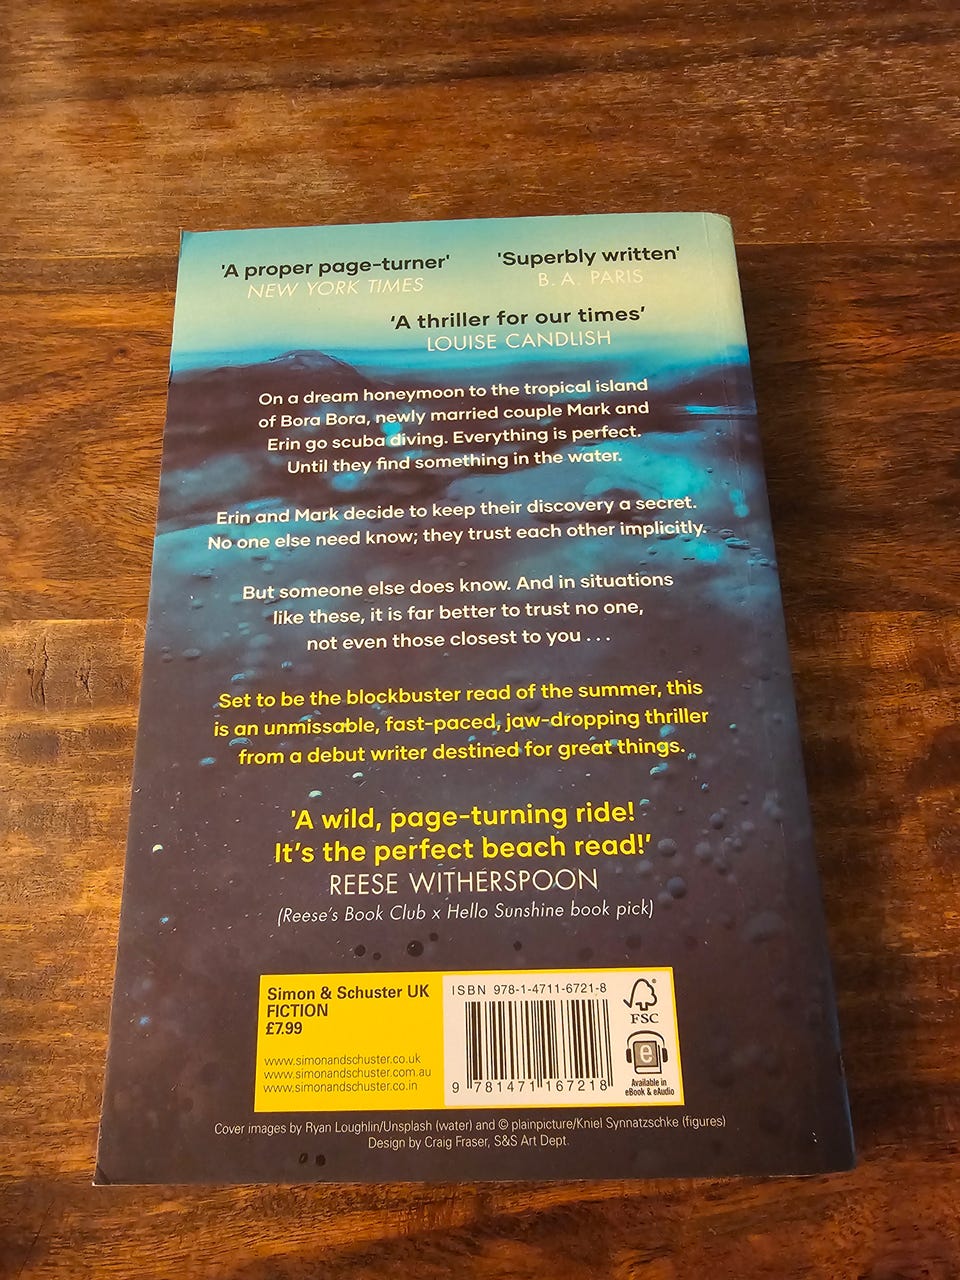 'A proper page-turner'
NEW YORK TIMES
'Superbly written'
B. A. PARIS
'A thriller for our times'
LOUISE CANDLISH
On a dream honeymoon to the tropical island
of Bora Bora, newly married couple Mark and
Erin go scuba diving. Everything is perfect.
Until they find something in the water.
Erin and Mark decide to keep their discovery a secret.
No one else need know; they trust each other implicitly.
But someone else does know. And in situations
like these, it is far better to trust no one,
not even those closest to you . . .
Set to be the blockbuster read of the summer, this
is an unmissable, fast-paced, jaw-dropping thriller
from a debut writer destined for great things.
'A wild, page-turning ride!
It's the perfect beach read!'
REESE WITHERSPOON
(Reese's Book Club x Hello Sunshine book pick)
Simon & Schuster UK
FICTION
£7.99
www.simonandschuster.co.uk
www.simonandschuster.com.au
www.simonandschuster.co.in
ISBN 978-1-4711-6721-8
9 781471 167218
FSC
e
Available in
eBook & eAudio
Cover images by Ryan Loughlin/Unsplash (water) and © plainpicture/Kniel Synnatzschke (figures)
Design by Craig Fraser, S&S Art Dept.